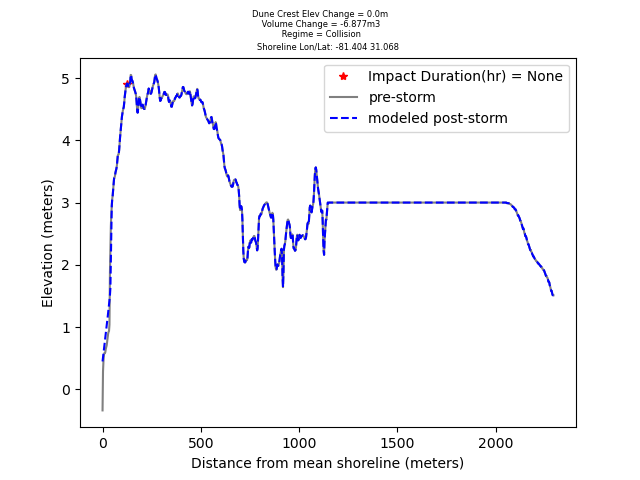 Dune Crest Elev Change = 0.0m
Volume Change = -6.877m3
Regime = Collision
Shoreline Lon/Lat: -81.404 31.068
Impact Duration(hr) = None
pre-storm
modeled post-storm
5
4
3
2
1
0
Elevation (meters)
0 500 1000 1500 2000
Distance from mean shoreline (meters)